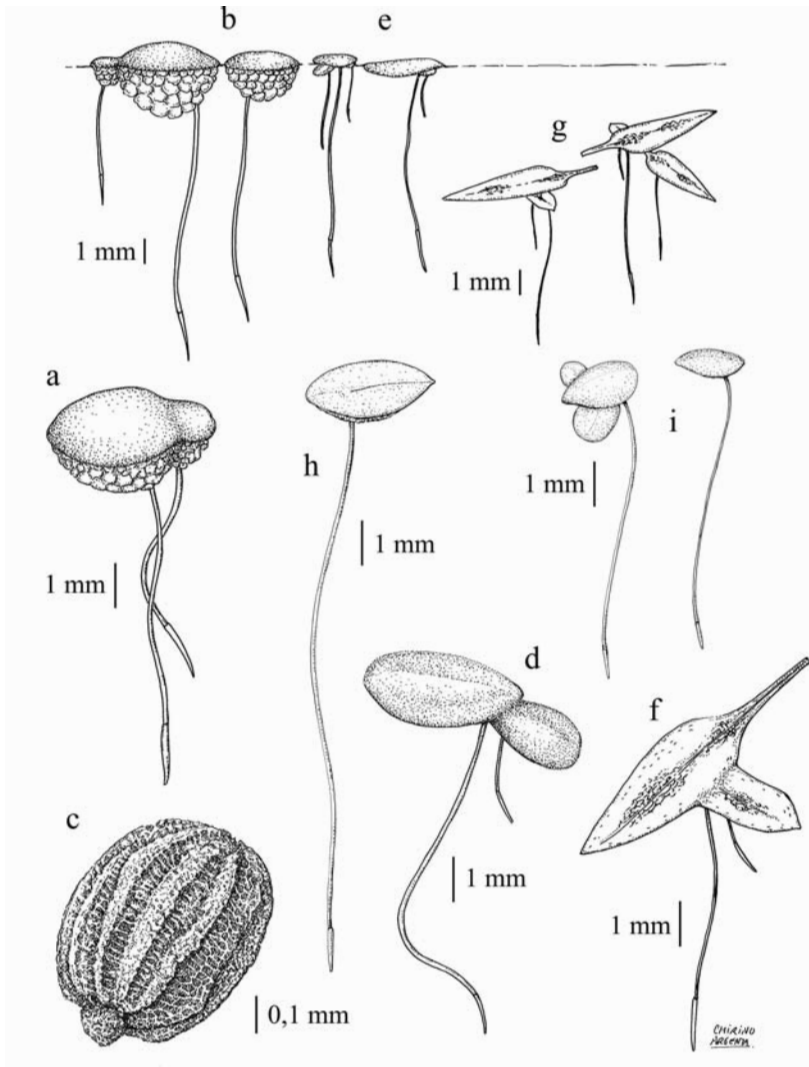 b
e
g
1 mm
1 mm
a
h
i
1 mm
1 mm
1 mm
d
f
c
1 mm
1 mm
0,1 mm
CHIRINO
ARGENTA.